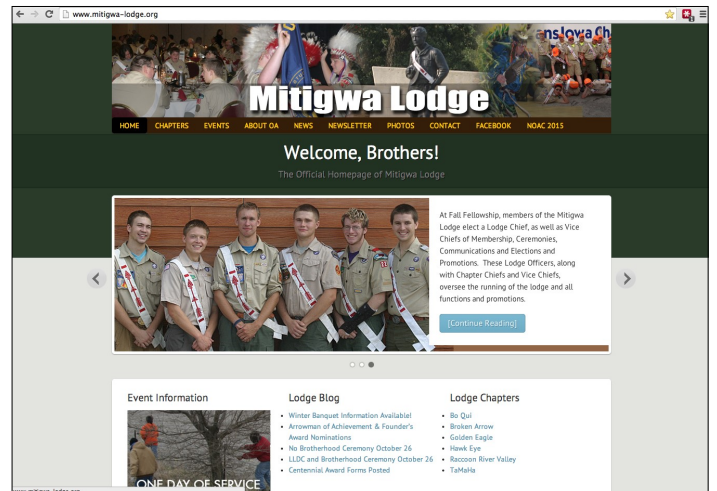 www.mitigwa-lodge.org
Mitigwa Lodge
HOME CHAPTERS EVENTS ABOUT OA NEWS NEWSLETTER PHOTOS CONTACT FACEBOOK NOAC 2015
Welcome, Brothers!
The Official Homepage of Mitigwa Lodge
At Fall Fellowship, members of the Mitigwa
Lodge elect a Lodge Chief, as well as Vice
Chiefs of Membership, Ceremonies,
Communications and Elections and
Promotions. These Lodge Officers, along
with Chapter Chiefs and Vice Chiefs,
oversee the running of the lodge and all
functions and promotions.
[Continue Reading]
Event Information
ONE DAY OF SERVICE
Lodge Blog
• Winter Banquet Information Available!
• Arrowman of Achievement & Founder's
Award Nominations
• No Brotherhood Ceremony October 26
• LLDC and Brotherhood Ceremony October 26
• Centennial Award Forms Posted
Lodge Chapters
• Bo Qui
• Broken Arrow
• Golden Eagle
• Hawk Eye
• Raccoon River Valley
• TaMaHa
www.mitigwa-lodge.org